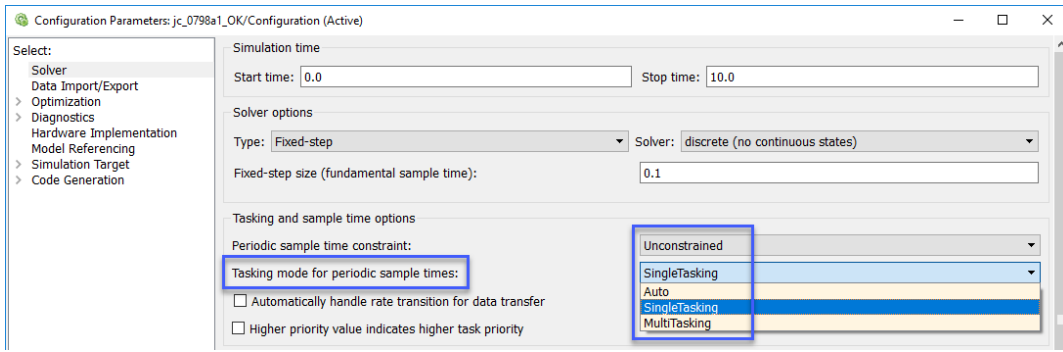 Configuration Parameters: jc_0798a1_OK/Configuration (Active)
Select:
Solver
Data Import/Export
Optimization
Diagnostics
Hardware Implementation
Model Referencing
Simulation Target
Code Generation
Simulation time
Start time: 0.0 Stop time: 10.0
Solver options
Type: Fixed-step Solver: discrete (no continuous states)
Fixed-step size (fundamental sample time): 0.1
Tasking and sample time options
Periodic sample time constraint: Unconstrained
Tasking mode for periodic sample times: SingleTasking
Auto
SingleTasking
MultiTasking
Automatically handle rate transition for data transfer
Higher priority value indicates higher task priority